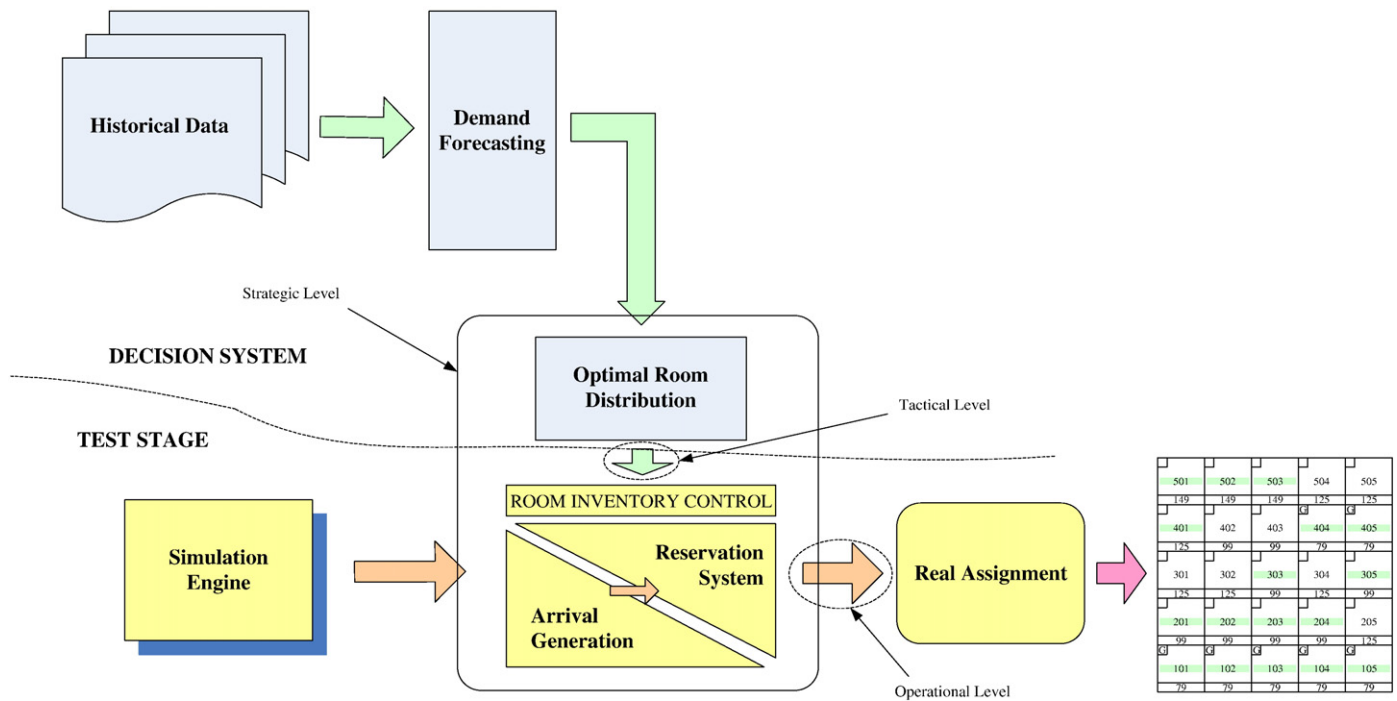 Historical Data
Demand
Forecasting
Strategic Level
DECISION SYSTEM
Optimal Room
Distribution
Tactical Level
TEST STAGE
ROOM INVENTORY CONTROL
Simulation
Engine
Reservation
System
Arrival
Generation
Real Assignment
Operational Level
501 502 503 504 505
149 149 149 125 125
G G
401 402 403 404 405
125 99 99 79 79
301 302 303 304 305
125 125 99 125 99
201 202 203 204 205
99 99 99 99 125
G G G G G
101 102 103 104 105
79 79 79 79 79